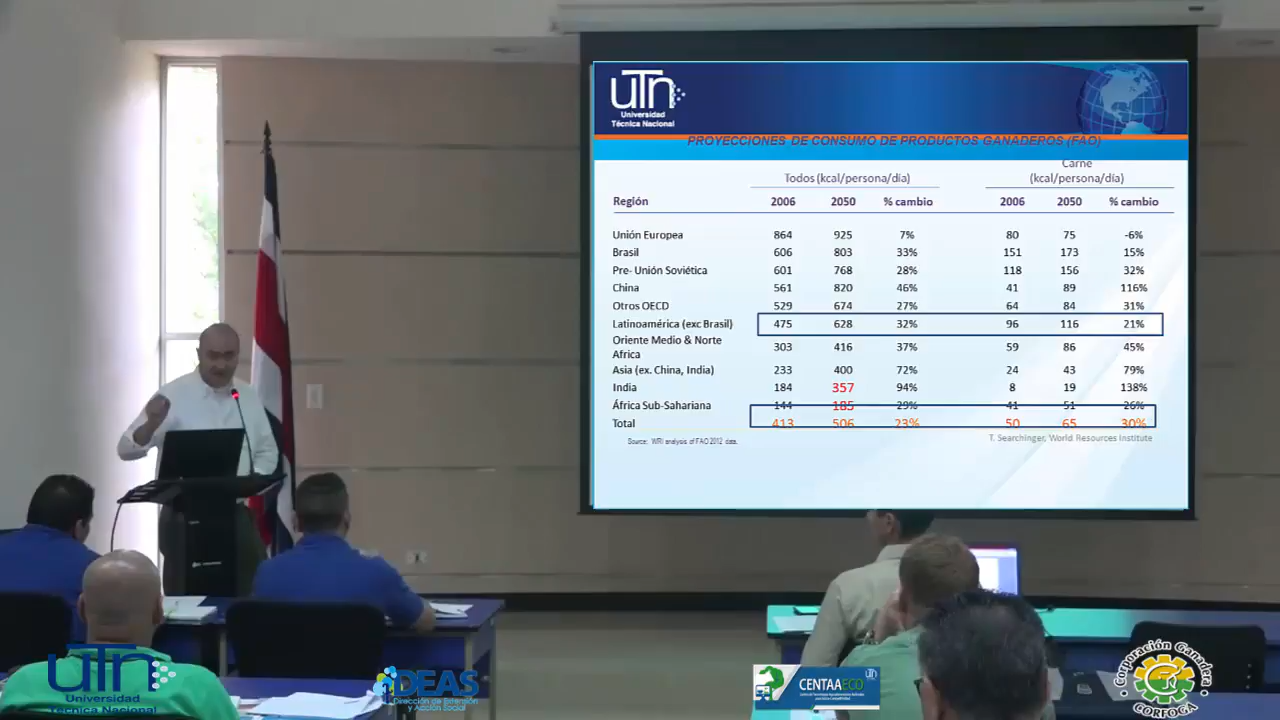 uTn
Universidad
Técnica Nacional
PROYECCIONES DE CONSUMO DE PRODUCTOS GANADEROS (FAO)
Todos (kcal/persona/día) Carne (kcal/persona/día)
Región 2006 2050 % cambio 2006 2050 % cambio
Unión Europea 864 925 7% 80 75 -6%
Brasil 606 803 33% 151 173 15%
Pre- Unión Soviética 601 768 28% 118 156 32%
China 561 820 46% 41 89 116%
Otros OECD 529 674 27% 64 84 31%
Latinoamérica (exc Brasil) 475 628 32% 96 116 21%
Oriente Medio & Norte
Africa 303 416 37% 59 86 45%
Asia (ex. China, India) 233 400 72% 24 43 79%
India 184 357 94% 8 19 138%
África Sub-Sahariana 144 185 29% 41 51 26%
Total 413 506 23% 50 65 30%
Source: WRI analysis of FAO 2012 data.
T. Searchinger, World Resources Institute
UTN
Universidad
Técnica Nacional
DEAS
Dirección de Extensión
y Acción Social
CENTAAECO
Corporación Ganadera
CORFOGA